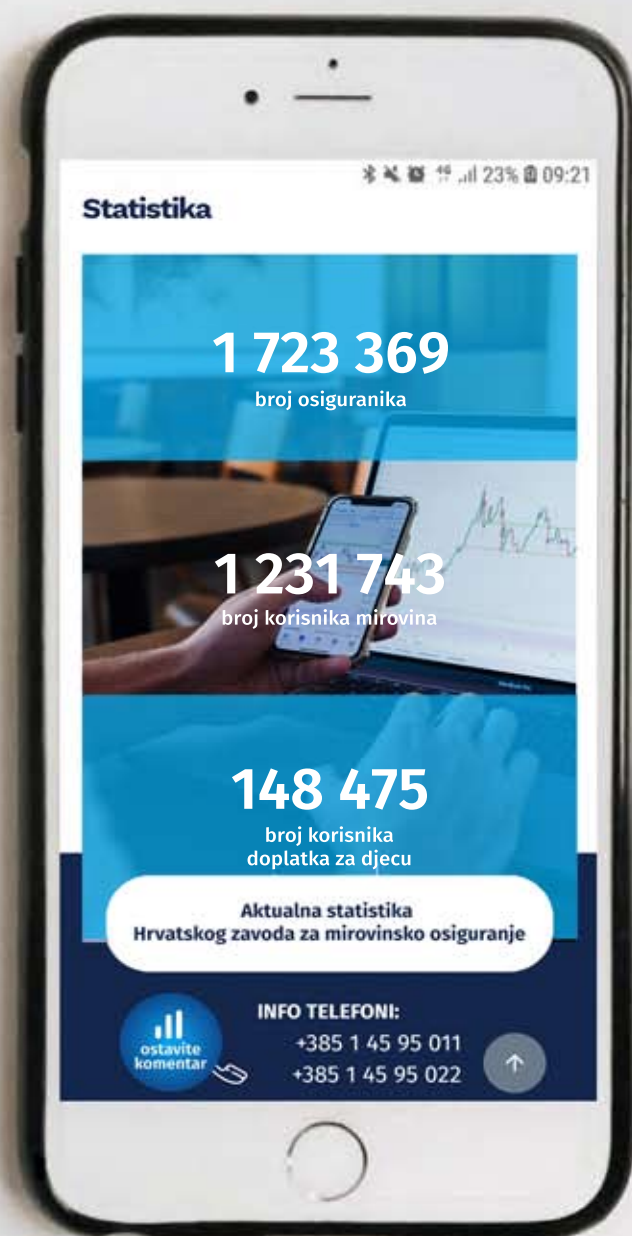 4G 23% 09:21
Statistika
1 723 369
broj osiguranika
1 231 743
broj korisnika mirovina
148 475
broj korisnika
doplatka za djecu
Aktualna statistika
Hrvatskog zavoda za mirovinsko osiguranje
ostavite
komentar
INFO TELEFONI:
+385 1 45 95 011
+385 1 45 95 022